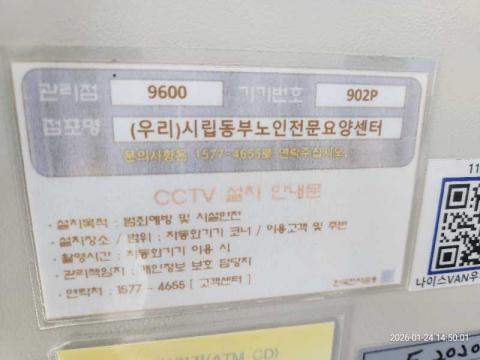 관리점 9600 기기번호 902P
점포명 (우리)시립동부노인전문요양센터
문의사항은 1577-4655로 연락주십시오
CCTV 설치 안내문
· 설치목적 : 범죄예방 및 시설안전
· 설치장소 / 범위 : 자동화기기 코너 / 이용고객 및 주변
· 촬영시간 : 자동화기기 이용 시
· 관리책임자 : 개인정보 보호 담당자
· 연락처 : 1577 - 4655 [ 고객센터 ]
11
나이스VAN우
2026-01-24 14:50:01
(ATM, CD)